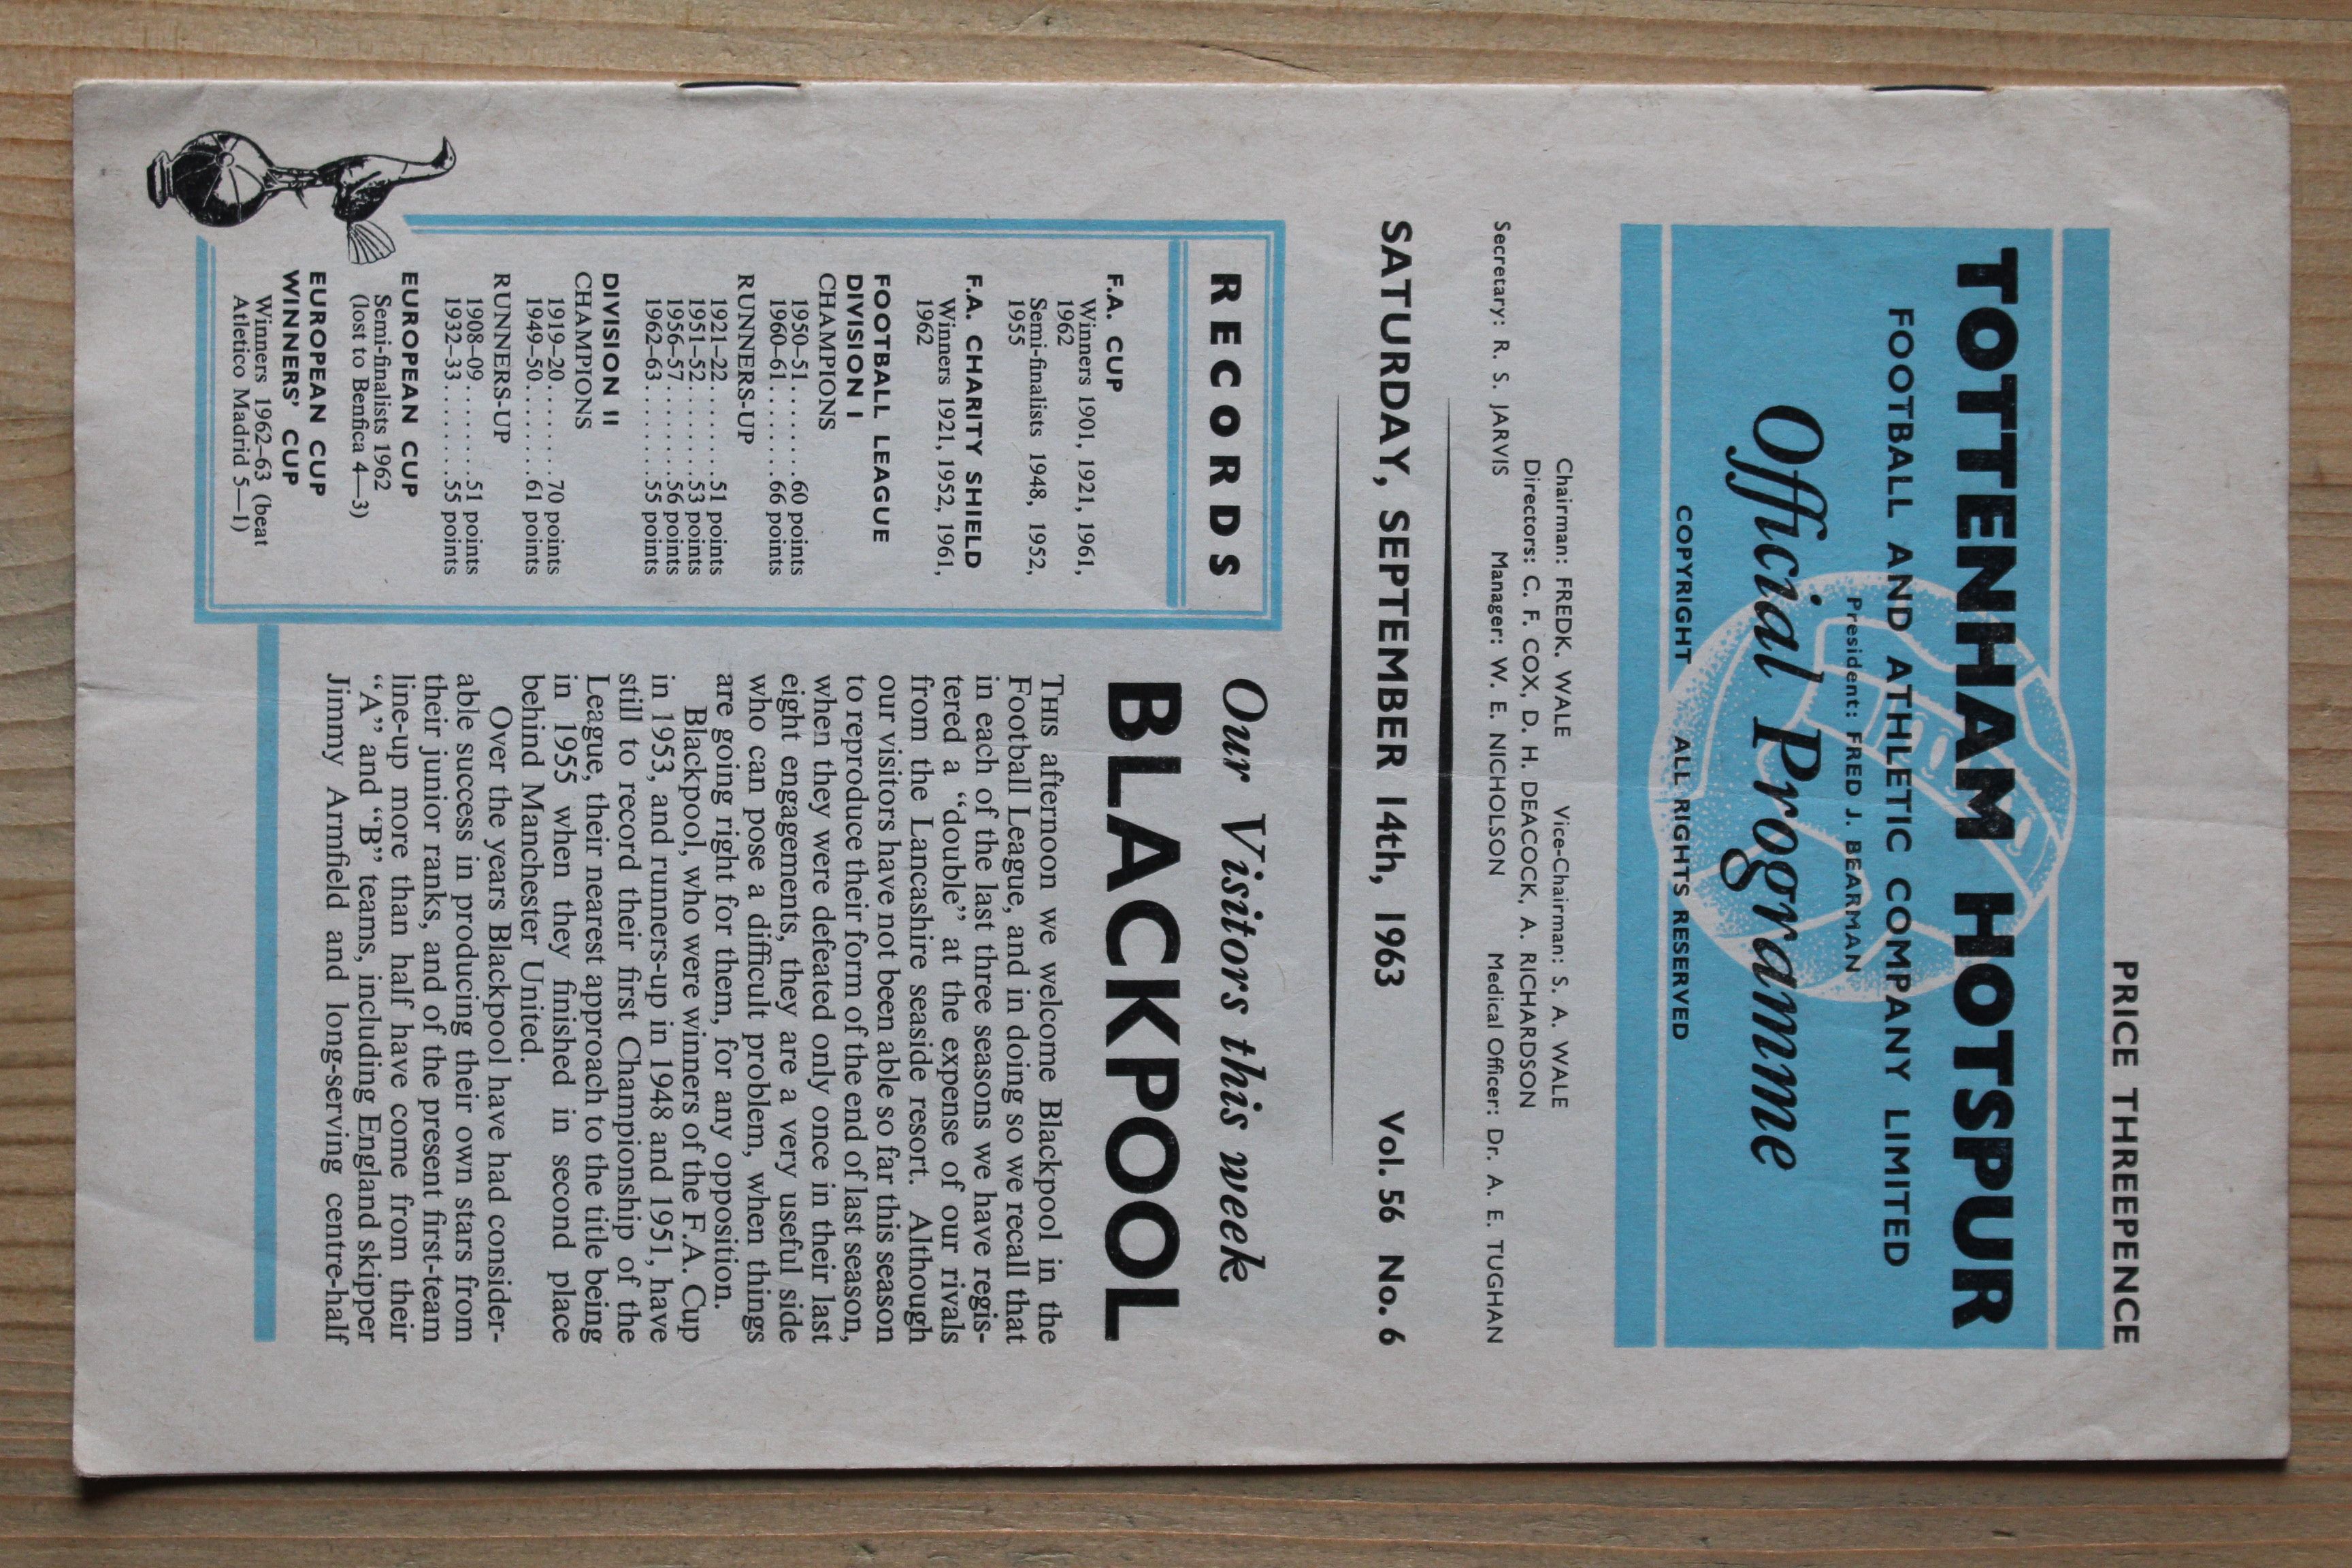 PRICE THREEPENCE
TOTTENHAM HOTSPUR
FOOTBALL AND ATHLETIC COMPANY LIMITED
President: FRED J. BEARMAN
Official Programme
COPYRIGHT ALL RIGHTS RESERVED
Chairman: FREDK. WALE Vice-Chairman: S. A. WALE
Directors: C. F. COX, D. H. DEACOCK, A. RICHARDSON
Secretary: R. S. JARVIS Manager: W. E. NICHOLSON Medical Officer: Dr. A. E. TUGHAN
SATURDAY, SEPTEMBER 14th, 1963 Vol. 56 No. 6
RECORDS
F.A. CUP
Winners 1901, 1921, 1961,
1962
Semi-finalists 1948, 1952,
1955
F.A. CHARITY SHIELD
Winners 1921, 1952, 1961,
1962
FOOTBALL LEAGUE
DIVISION I
CHAMPIONS
1950–51........60 points
1960–61........66 points
RUNNERS-UP
1921–22........51 points
1951–52........53 points
1956–57........56 points
1962–63........55 points
DIVISION II
CHAMPIONS
1919–20........70 points
1949–50........61 points
RUNNERS-UP
1908–09........51 points
1932–33........55 points
EUROPEAN CUP
Semi-finalists 1962
(lost to Benfica 4—3)
EUROPEAN CUP
WINNERS' CUP
Winners 1962–63 (beat
Atletico Madrid 5—1)
Our Visitors this week
BLACKPOOL
THIS afternoon we welcome Blackpool in the
Football League, and in doing so we recall that
in each of the last three seasons we have regis-
tered a “double” at the expense of our rivals
from the Lancashire seaside resort. Although
our visitors have not been able so far this season
to reproduce their form of the end of last season,
when they were defeated only once in their last
eight engagements, they are a very useful side
who can pose a difficult problem, when things
are going right for them, for any opposition.
Blackpool, who were winners of the F.A. Cup
in 1953, and runners-up in 1948 and 1951, have
still to record their first Championship of the
League, their nearest approach to the title being
in 1955 when they finished in second place
behind Manchester United.
Over the years Blackpool have had consider-
able success in producing their own stars from
their junior ranks, and of the present first-team
line-up more than half have come from their
“A” and “B” teams, including England skipper
Jimmy Armfield and long-serving centre-half